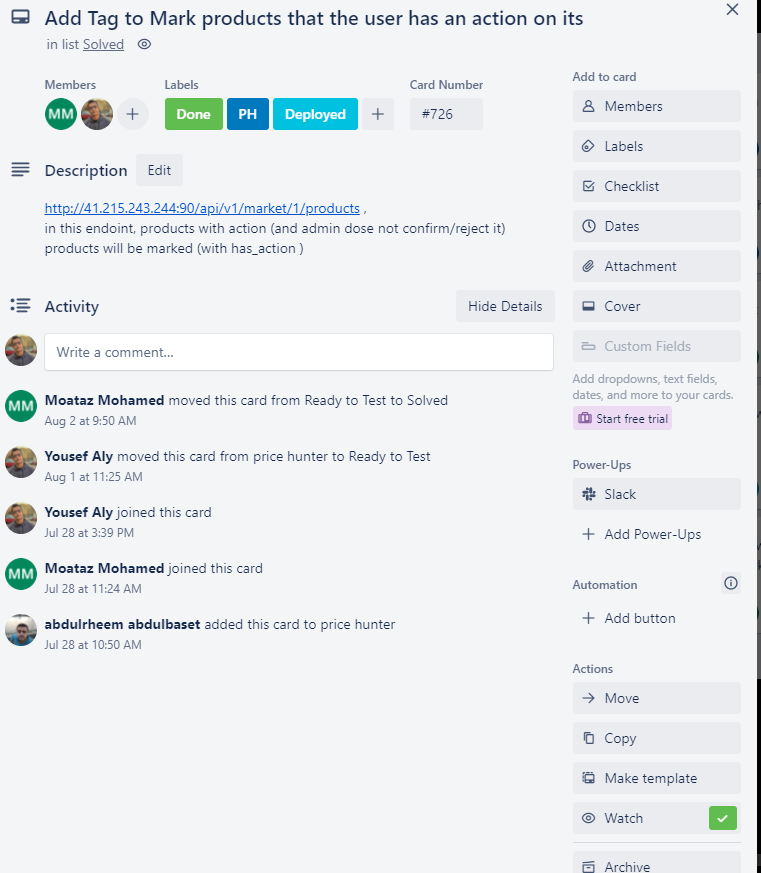 Add Tag to Mark products that the user has an action on its
in list Solved
Members
MM
Labels
Done
PH
Deployed
Card Number
#726
Description
Edit
http://41.215.243.244:90/api/v1/market/1/products ,
in this endoint, products with action (and admin dose not confirm/reject it)
products will be marked (with has_action )
Activity
Hide Details
Write a comment...
MM
Moataz Mohamed moved this card from Ready to Test to Solved
Aug 2 at 9:50 AM
Yousef Aly moved this card from price hunter to Ready to Test
Aug 1 at 11:25 AM
Yousef Aly joined this card
Jul 28 at 3:39 PM
MM
Moataz Mohamed joined this card
Jul 28 at 11:24 AM
abdulrheem abdulbaset added this card to price hunter
Jul 28 at 10:50 AM
Add to card
Members
Labels
Checklist
Dates
Attachment
Cover
Custom Fields
Add dropdowns, text fields,
dates, and more to your cards.
Start free trial
Power-Ups
Slack
Add Power-Ups
Automation
Add button
Actions
Move
Copy
Make template
Watch
Archive